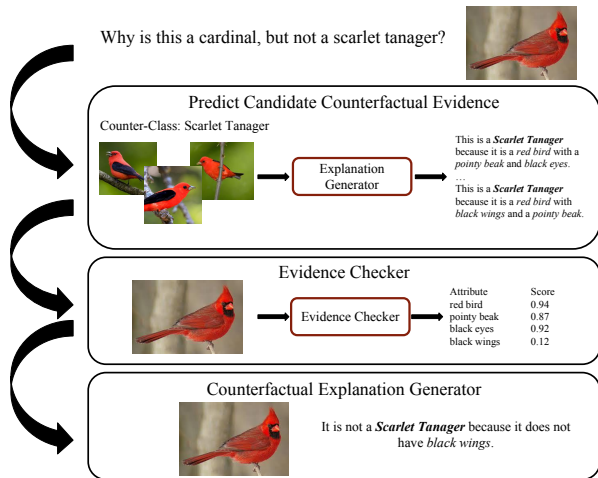 Why is this a cardinal, but not a scarlet tanager?
Predict Candidate Counterfactual Evidence
Counter-Class: Scarlet Tanager
Explanation
Generator
This is a Scarlet Tanager
because it is a red bird with a
pointy beak and black eyes.
…
This is a Scarlet Tanager
because it is a red bird with
black wings and a pointy beak.
Evidence Checker
Evidence Checker
Attribute Score
red bird 0.94
pointy beak 0.87
black eyes 0.92
black wings 0.12
Counterfactual Explanation Generator
It is not a Scarlet Tanager because it does not
have black wings.